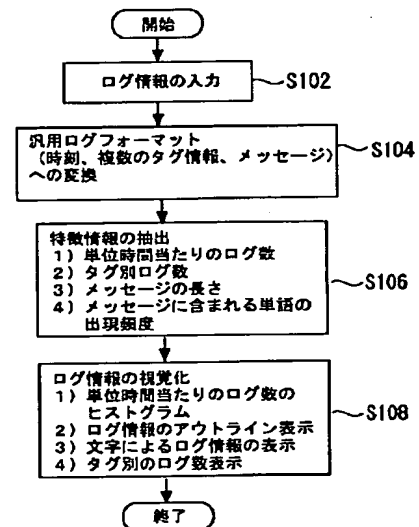 開始
ログ情報の入力
S102
汎用ログフォーマット
（時刻、複数のタグ情報、メッセージ）
への変換
S104
特徴情報の抽出
1）単位時間当たりのログ数
2）タグ別ログ数
3）メッセージの長さ
4）メッセージに含まれる単語の
出現頻度
S106
ログ情報の視覚化
1）単位時間当たりのログ数の
ヒストグラム
2）ログ情報のアウトライン表示
3）文字によるログ情報の表示
4）タグ別のログ数表示
S108
終了